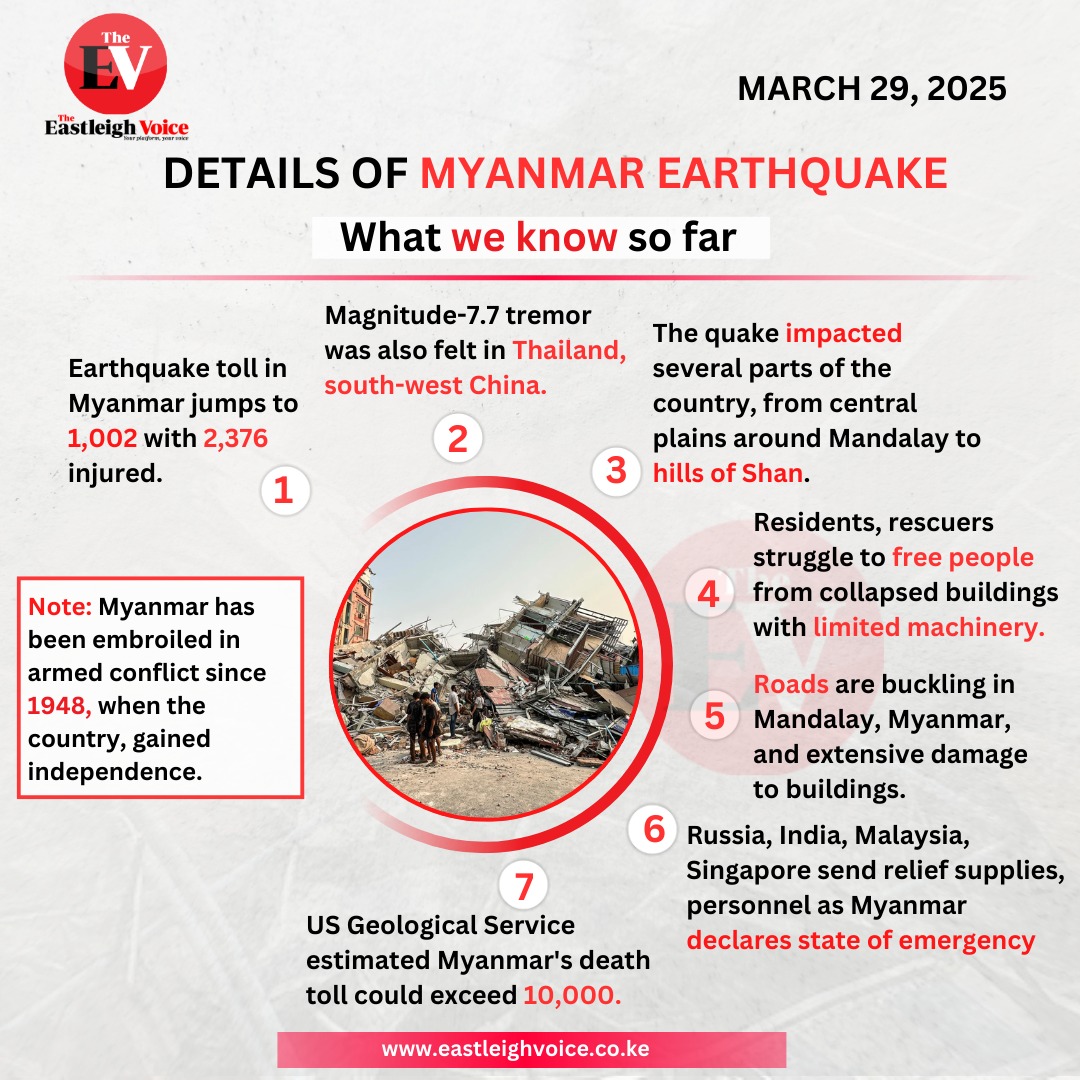 The
EV
The
Eastleigh Voice
Your platform, your voice
MARCH 29, 2025
DETAILS OF MYANMAR EARTHQUAKE
What we know so far
Earthquake toll in
Myanmar jumps to
1,002 with 2,376
injured.
1
Magnitude-7.7 tremor
was also felt in Thailand,
south-west China.
2
The quake impacted
several parts of the
country, from central
plains around Mandalay to
hills of Shan.
3
Residents, rescuers
struggle to free people
from collapsed buildings
with limited machinery.
4
Roads are buckling in
Mandalay, Myanmar,
and extensive damage
to buildings.
5
Russia, India, Malaysia,
Singapore send relief supplies,
personnel as Myanmar
declares state of emergency
6
7
US Geological Service
estimated Myanmar's death
toll could exceed 10,000.
Note: Myanmar has
been embroiled in
armed conflict since
1948, when the
country, gained
independence.
The
EV
www.eastleighvoice.co.ke